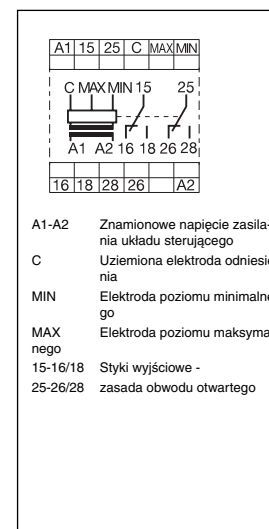 A1 15 25 C MAX MIN
C MAX MIN 15 25
A1 A2 16 18 26 28
16 18 28 26 A2
A1-A2 Znamionowe napięcie zasila-
nia układu sterującego
C Uziemiona elektroda odniesie
nia
MIN Elektroda poziomu minimalne
go
MAX Elektroda poziomu maksyma
nego
15-16/18 Styki wyjściowe -
25-26/28 zasada obwodu otwartego